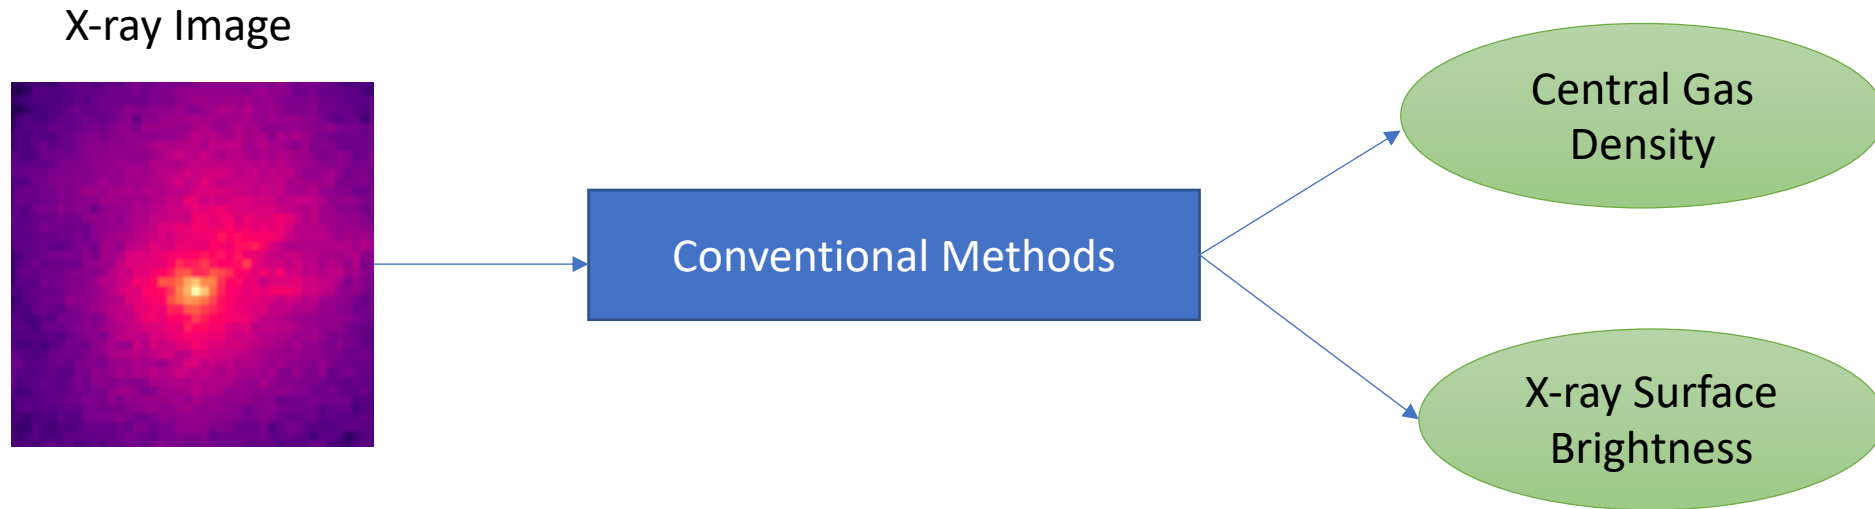 X-ray Image
Central Gas
Density
Conventional Methods
X-ray Surface
Brightness